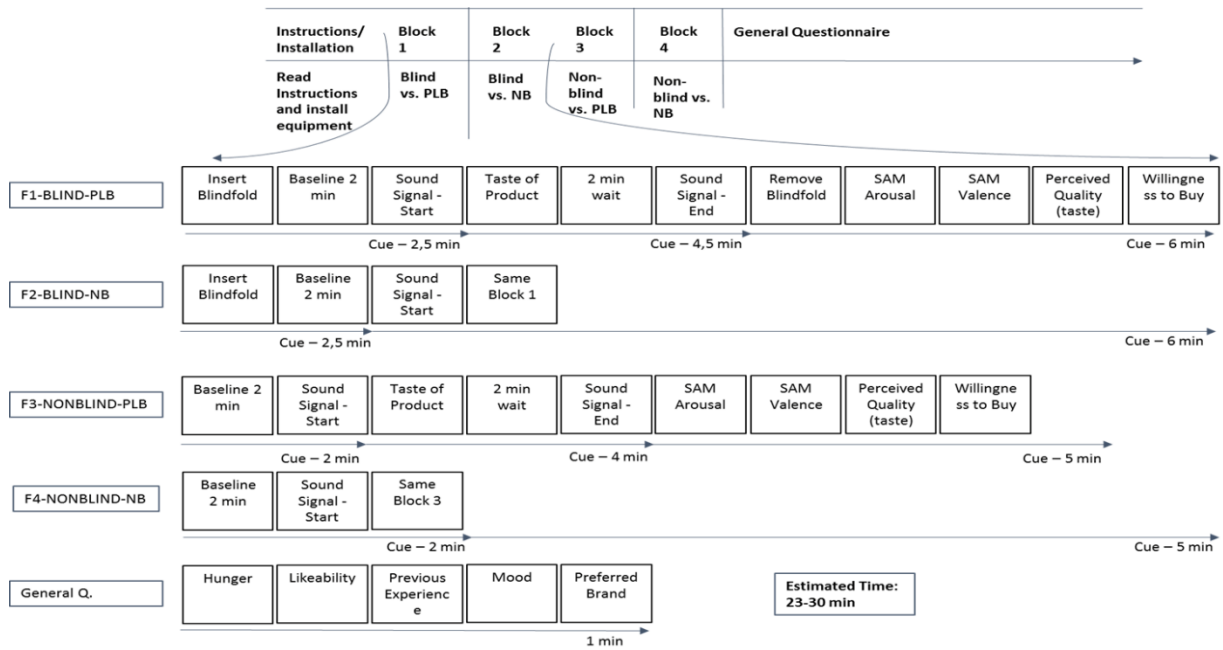 Instructions/
Installation
Block
1
Block
2
Block
3
Block
4
General Questionnaire
Read
Instructions
and install
equipment
Blind
vs. PLB
Blind
vs. NB
Non-
blind
vs. PLB
Non-
blind vs.
NB
F1-BLIND-PLB
Insert
Blindfold
Baseline 2
min
Sound
Signal -
Start
Taste of
Product
2 min
wait
Sound
Signal -
End
Remove
Blindfold
SAM
Arousal
SAM
Valence
Perceived
Quality
(taste)
Willingne
ss to Buy
Cue – 2,5 min
Cue – 4,5 min
Cue – 6 min
F2-BLIND-NB
Insert
Blindfold
Baseline
2 min
Sound
Signal -
Start
Same
Block 1
Cue – 2,5 min
Cue – 6 min
F3-NONBLIND-PLB
Baseline 2
min
Sound
Signal -
Start
Taste of
Product
2 min
wait
Sound
Signal -
End
SAM
Arousal
SAM
Valence
Perceived
Quality
(taste)
Willingne
ss to Buy
Cue – 2 min
Cue – 4 min
Cue – 5 min
F4-NONBLIND-NB
Baseline
2 min
Sound
Signal -
Start
Same
Block 3
Cue – 2 min
Cue – 5 min
General Q.
Hunger
Likeability
Previous
Experienc
e
Mood
Preferred
Brand
Estimated Time:
23-30 min
1 min